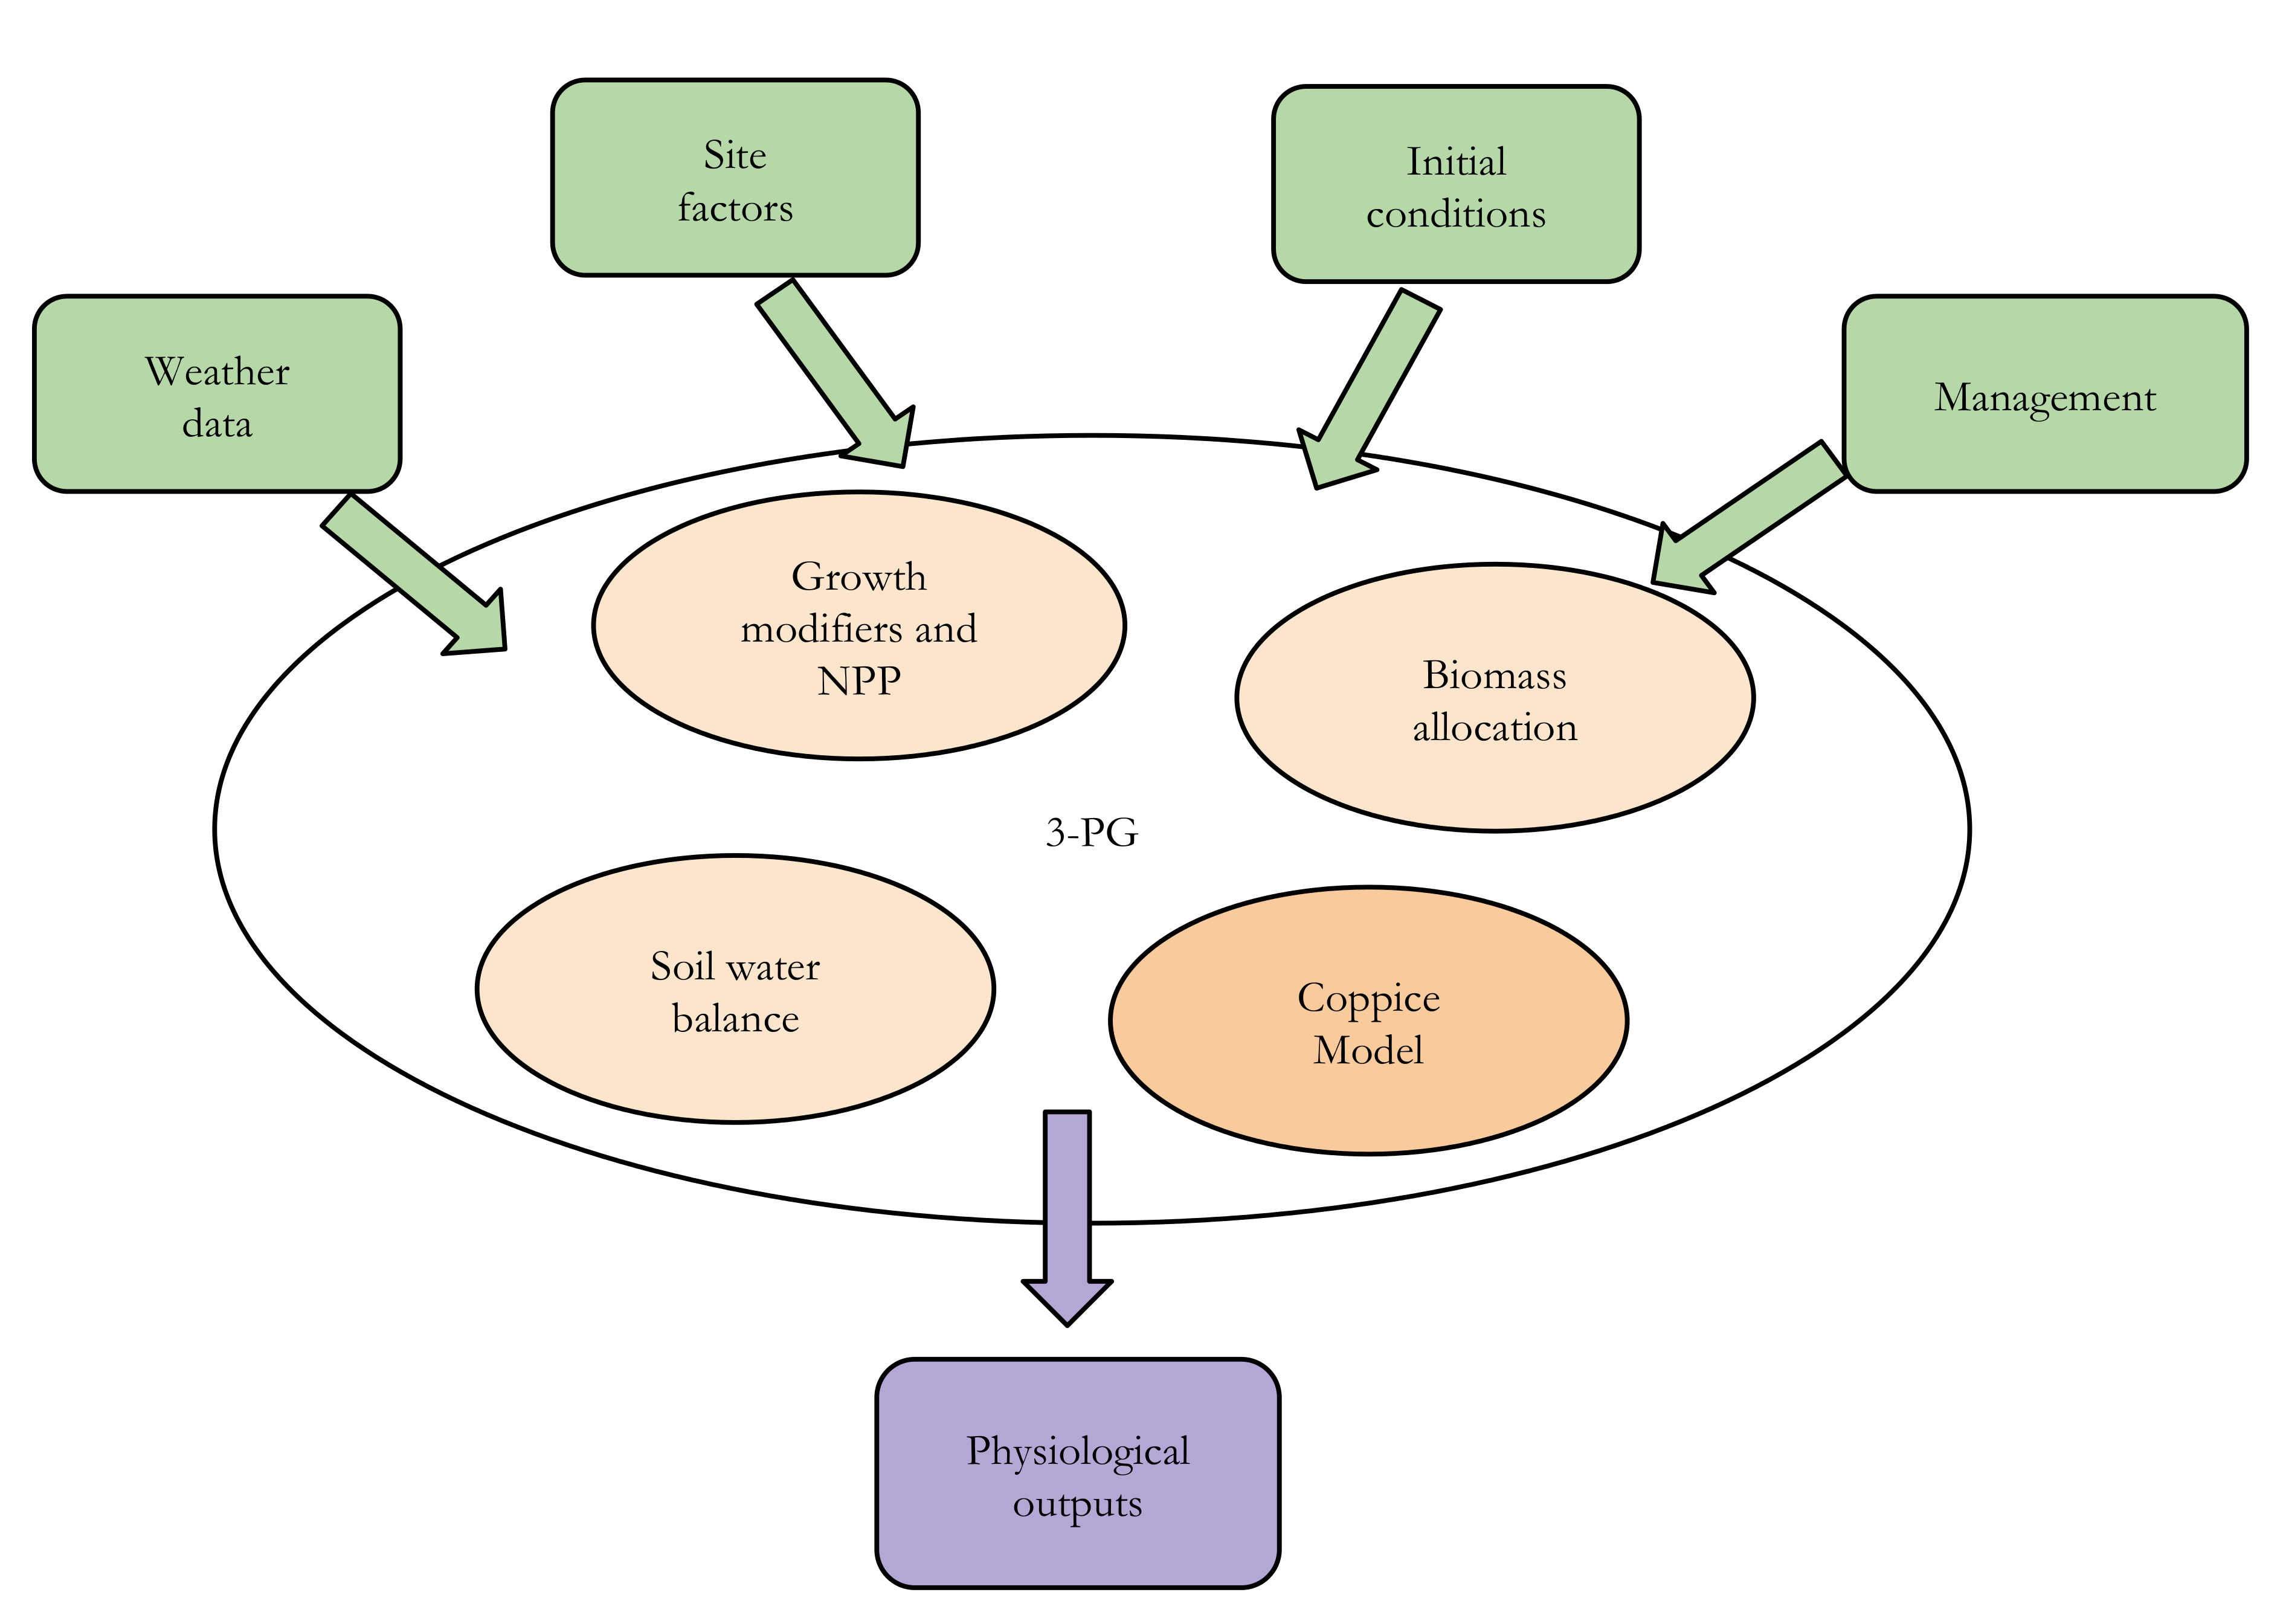 Site
factors
Initial
conditions
Weather
data
Management
Growth
modifiers and
NPP
Biomass
allocation
3-PG
Soil water
balance
Coppice
Model
Physiological
outputs